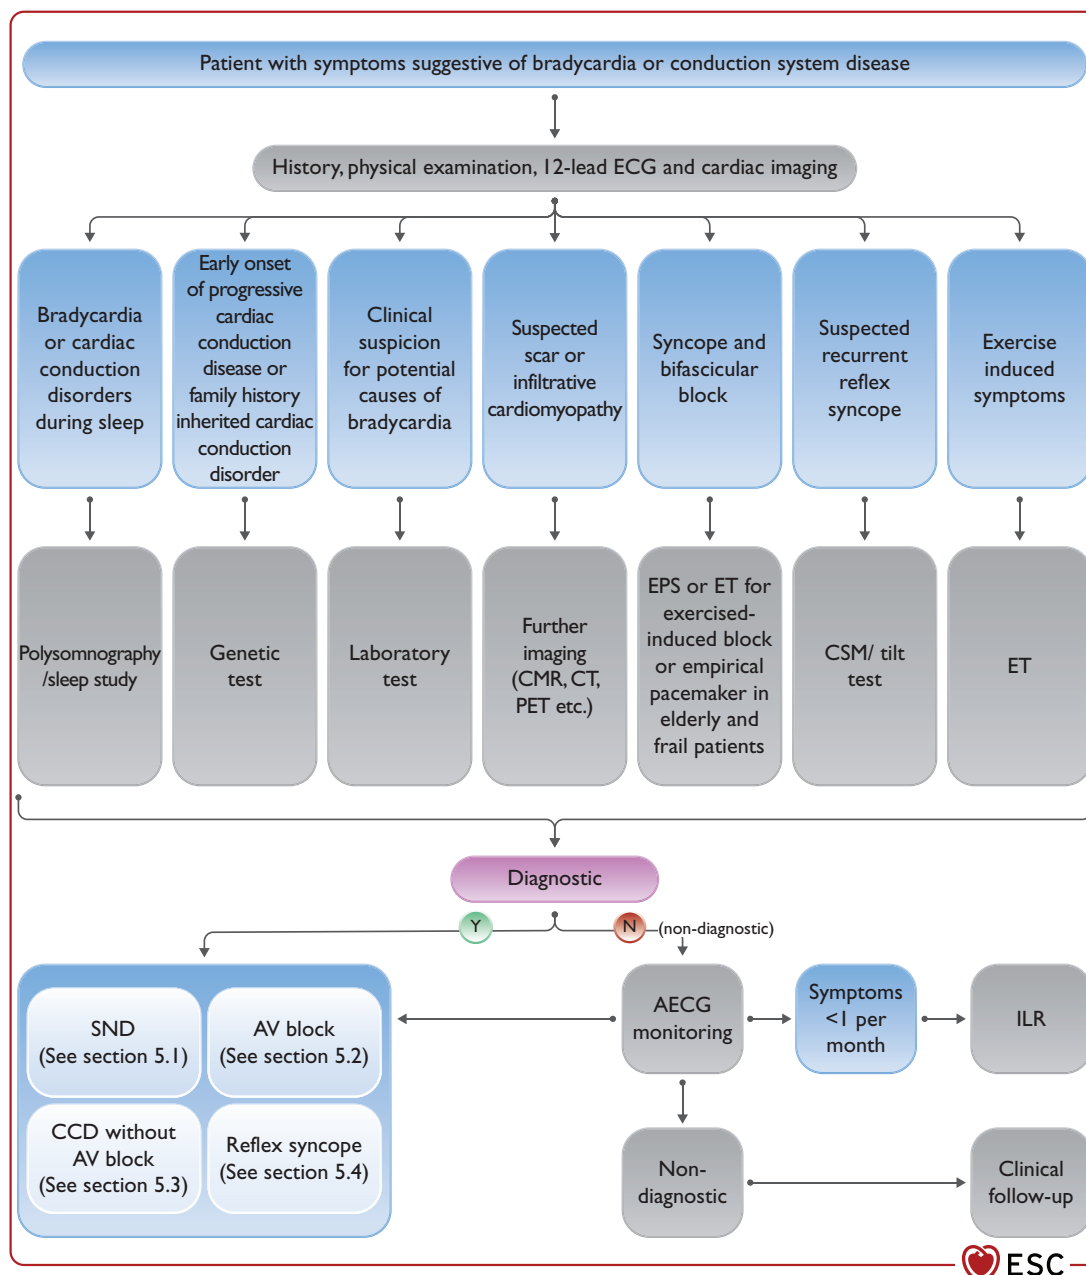 Patient with symptoms suggestive of bradycardia or conduction system disease
History, physical examination, 12-lead ECG and cardiac imaging
Bradycardia
or cardiac
conduction
disorders
during sleep
Early onset
of progressive
cardiac
conduction
disease or
family history
inherited cardiac
conduction
disorder
Clinical
suspicion
for potential
causes of
bradycardia
Suspected
scar or
infiltrative
cardiomyopathy
Syncope and
bifascicular
block
Suspected
recurrent
reflex
syncope
Exercise
induced
symptoms
Polysomnography
/sleep study
Genetic
test
Laboratory
test
Further
imaging
(CMR, CT,
PET etc.)
EPS or ET for
exercised-
induced block
or empirical
pacemaker in
elderly and
frail patients
CSM/ tilt
test
ET
Diagnostic
Y
N
(non-diagnostic)
SND
(See section 5.1)
AV block
(See section 5.2)
CCD without
AV block
(See section 5.3)
Reflex syncope
(See section 5.4)
AECG
monitoring
Symptoms
<1 per
month
ILR
Non-
diagnostic
Clinical
follow-up
ESC